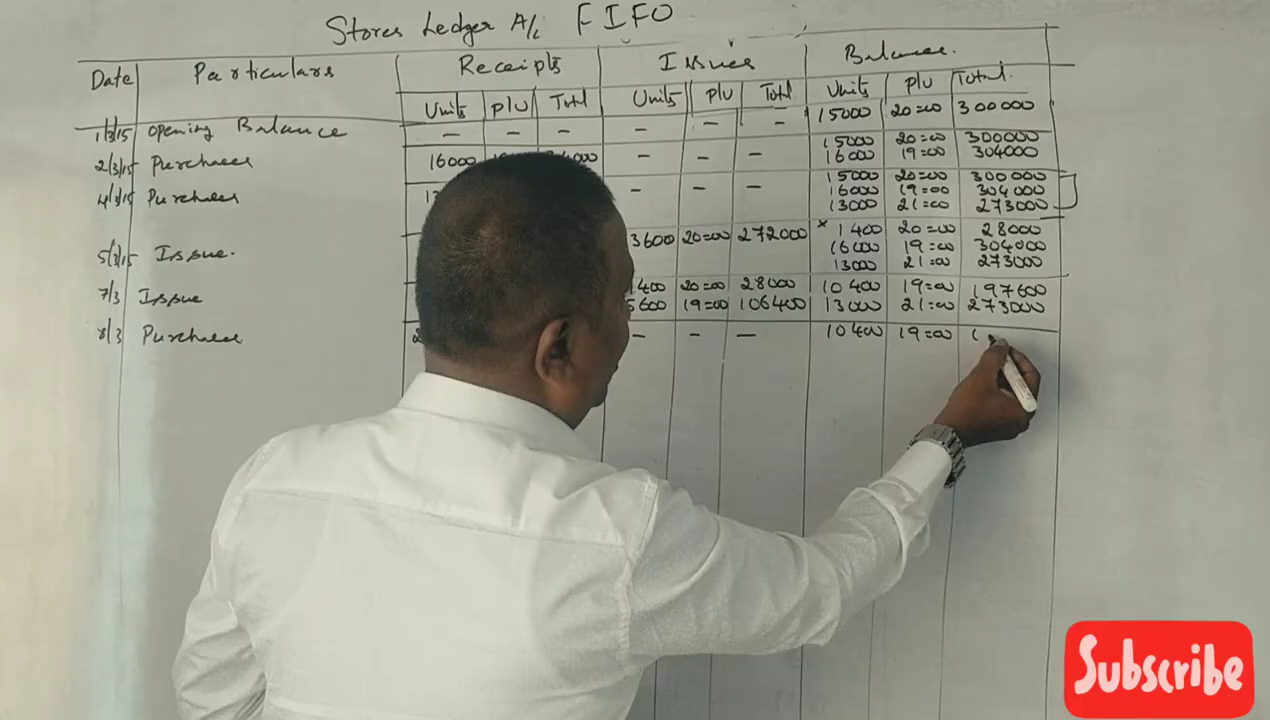 Stores Ledger A/c FIFO
Date Particulars Receipts Issues Balance.
Units P/U Total Units P/U Total Units P/U Total.
1/3/15 Opening Balance - - - - - - 15000 20=00 300000
2/3/15 Purchases 16000 - - - 15000 20=00 300000
16000 19=00 304000
4/3/15 Purchases - - - 15000 20=00 300000
16000 19=00 304000
13000 21=00 273000
5/3/15 Issue. 3600 20=00 272000 × 1400 20=00 28000
16000 19=00 304000
13000 21=00 273000
7/3 Issue 400 20=00 28000 10400 19=00 197600
5600 19=00 106400 13000 21=00 273000
8/3 Purchases - - - 10400 19=00
Subscribe